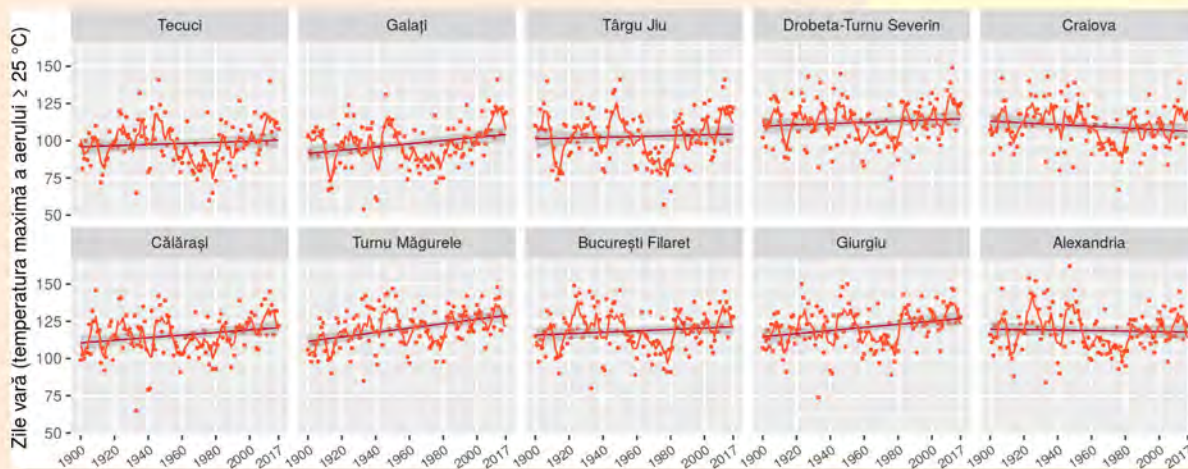 Zile vară (temperatura maximă a aerului ≥ 25 °C)
Tecuci Galați Târgu Jiu Drobeta-Turnu Severin Craiova
150
125
100
75
50
Călărași Turnu Măgurele București Filaret Giurgiu Alexandria
150
125
100
75
50
1900 1920 1940 1960 1980 2000 2017 1900 1920 1940 1960 1980 2000 2017 1900 1920 1940 1960 1980 2000 2017 1900 1920 1940 1960 1980 2000 2017 1900 1920 1940 1960 1980 2000 2017